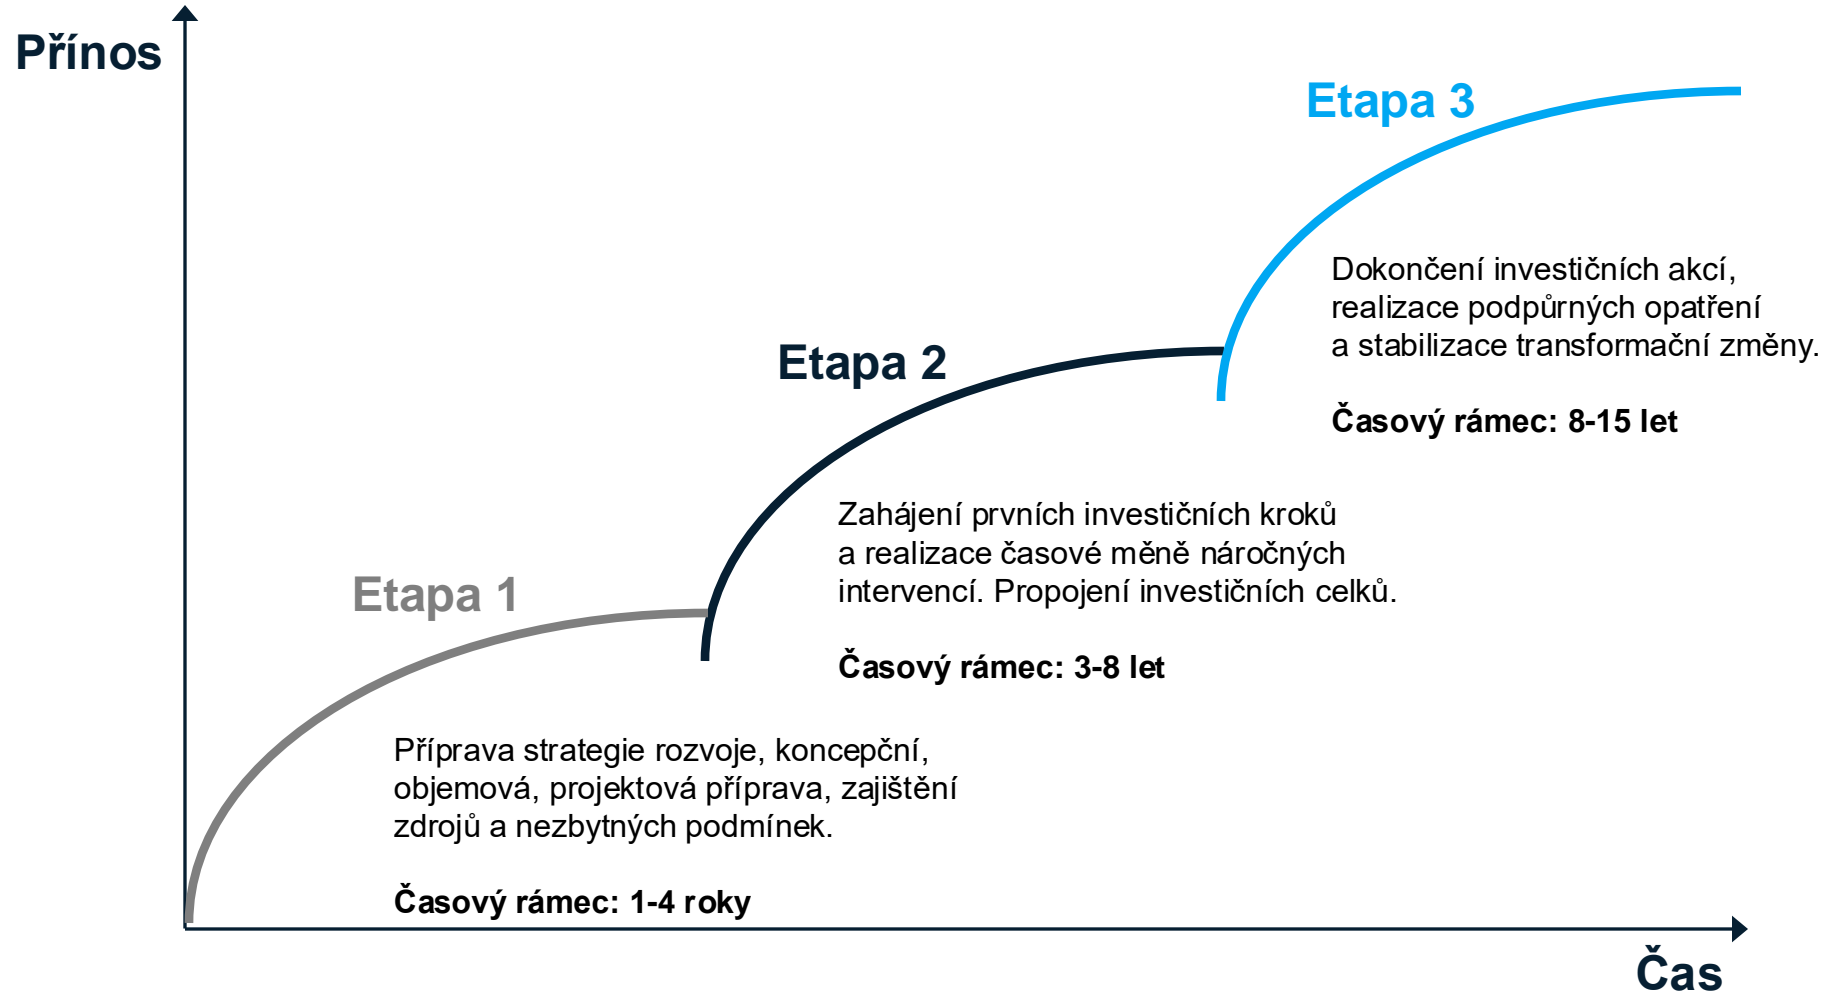 Přínos
Etapa 3
Dokončení investičních akcí,
realizace podpůrných opatření
a stabilizace transformační změny.
Časový rámec: 8-15 let
Etapa 2
Zahájení prvních investičních kroků
a realizace časové měně náročných
intervencí. Propojení investičních celků.
Časový rámec: 3-8 let
Etapa 1
Příprava strategie rozvoje, koncepční,
objemová, projektová příprava, zajištění
zdrojů a nezbytných podmínek.
Časový rámec: 1-4 roky
Čas